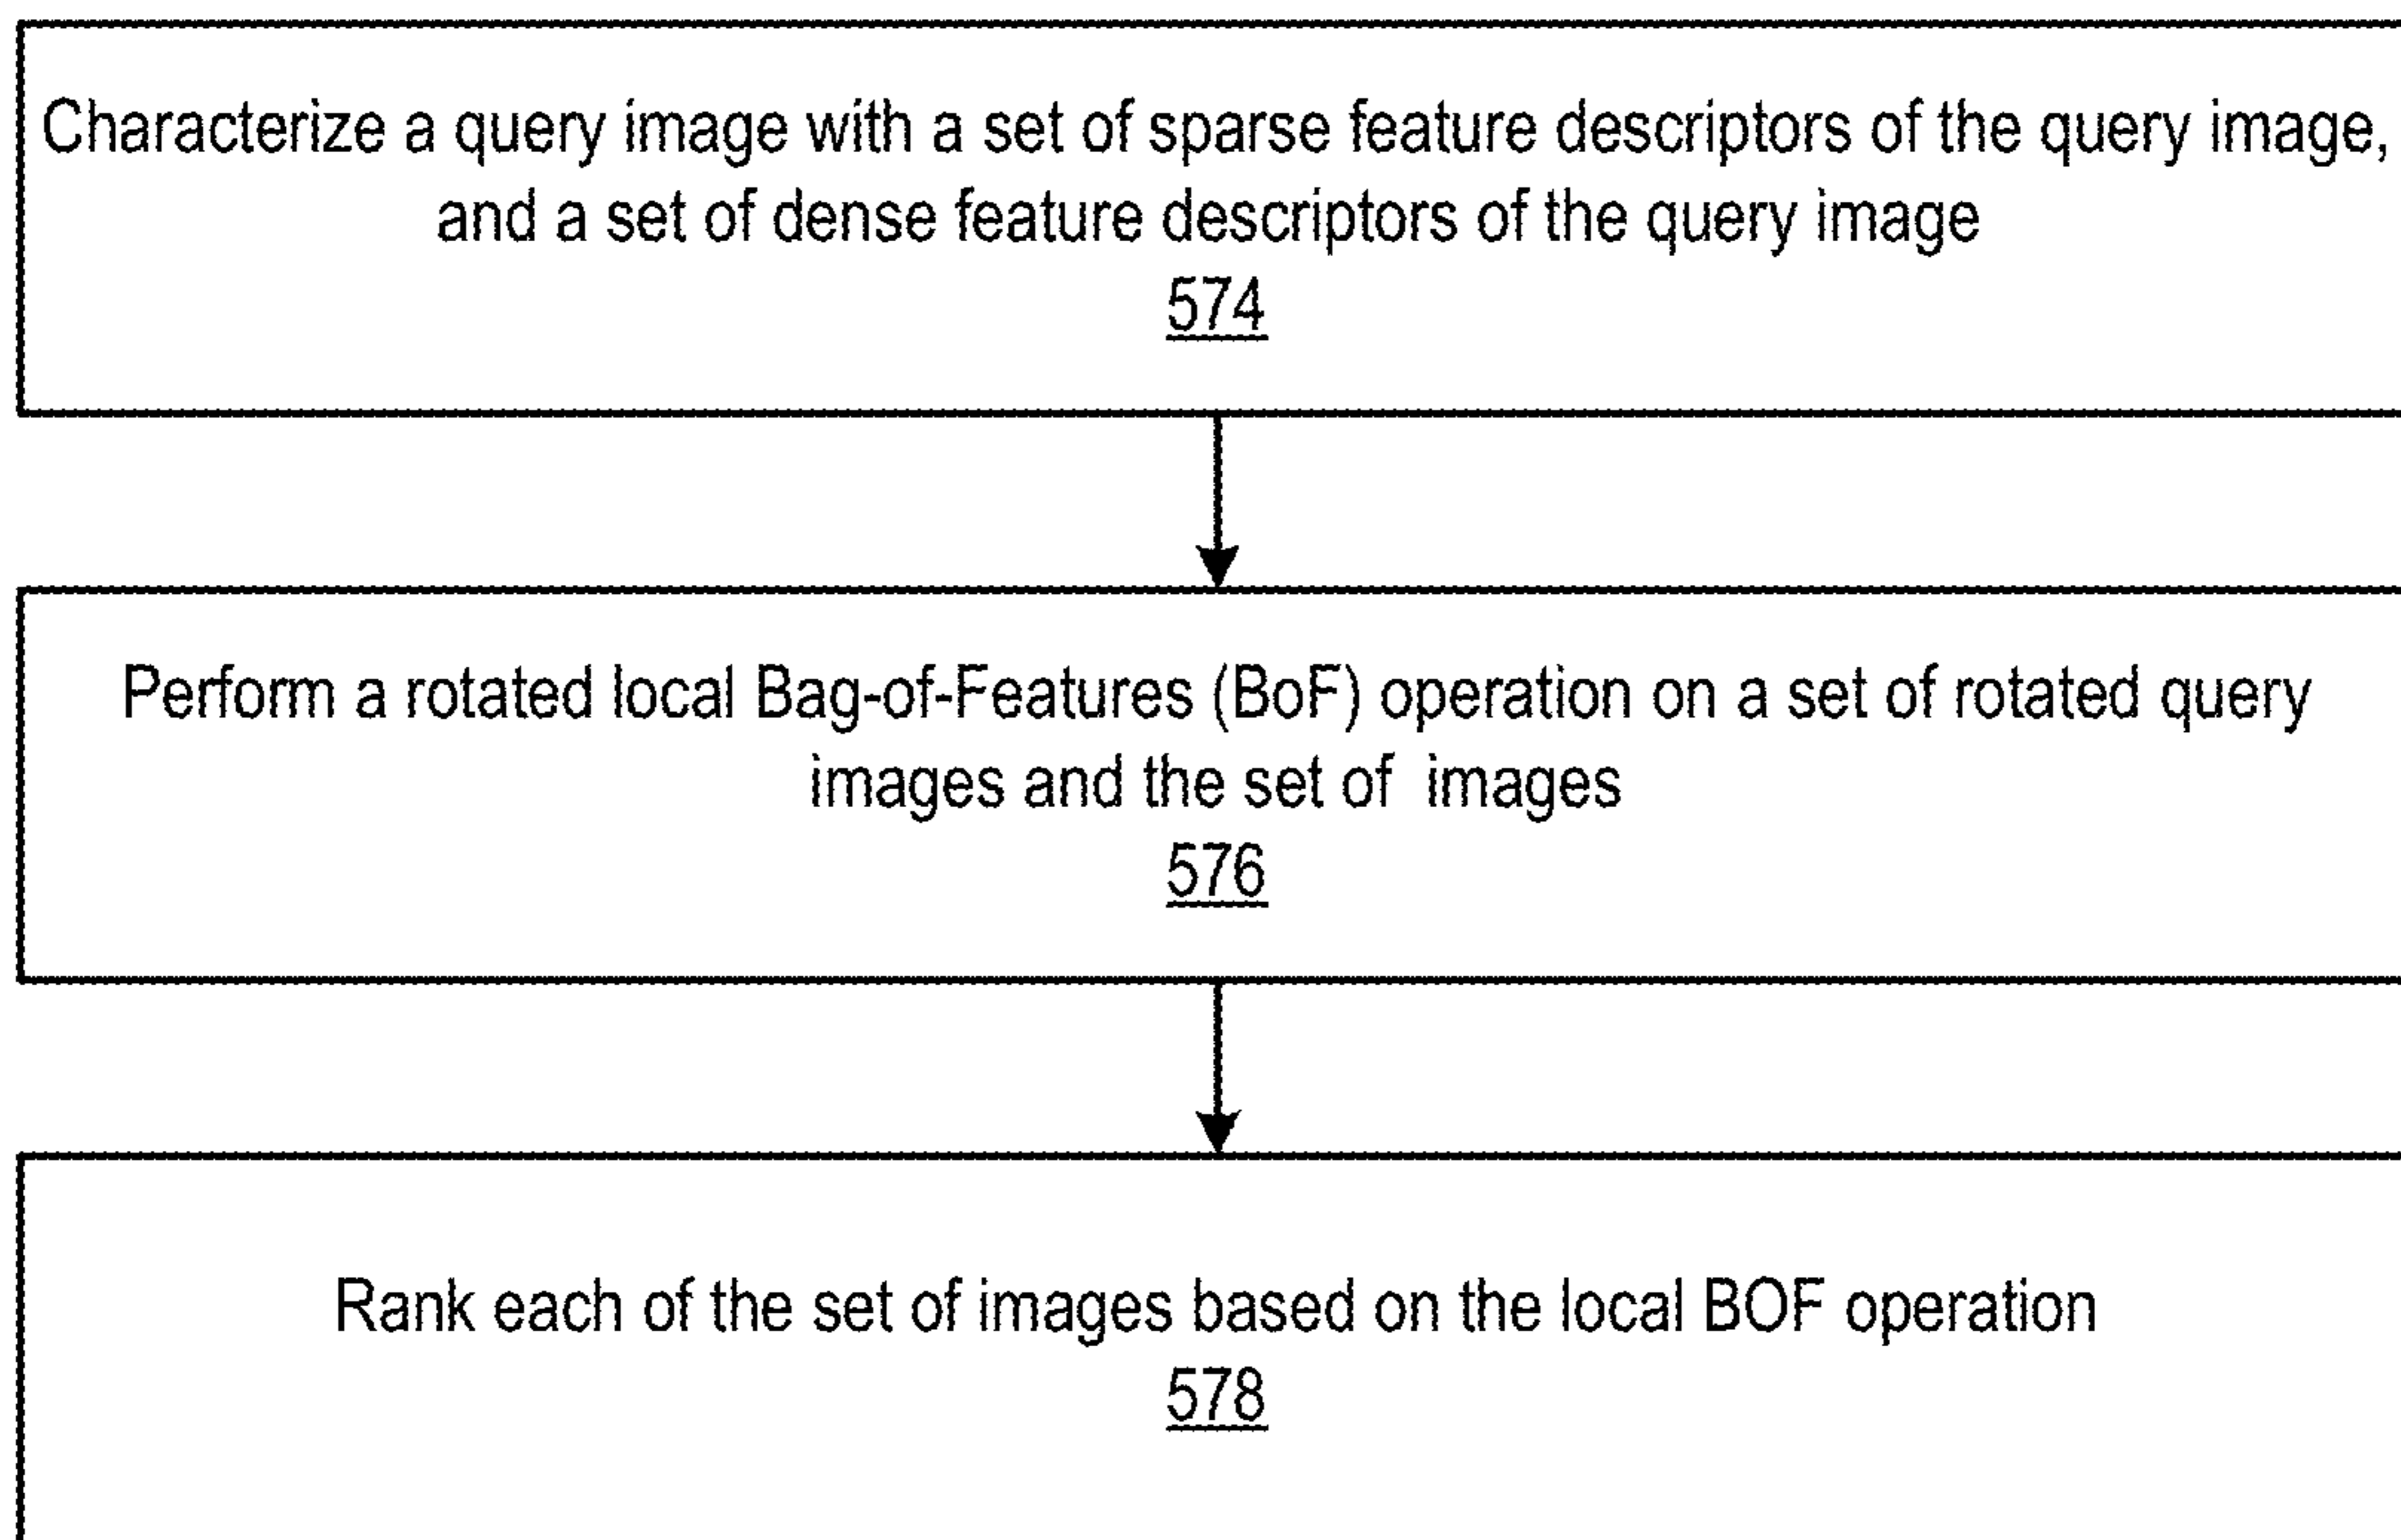 Characterize a query image with a set of sparse feature descriptors of the query image,
and a set of dense feature descriptors of the query image
574
Perform a rotated local Bag-of-Features (BoF) operation on a set of rotated query
images and the set of images
576
Rank each of the set of images based on the local BOF operation
578